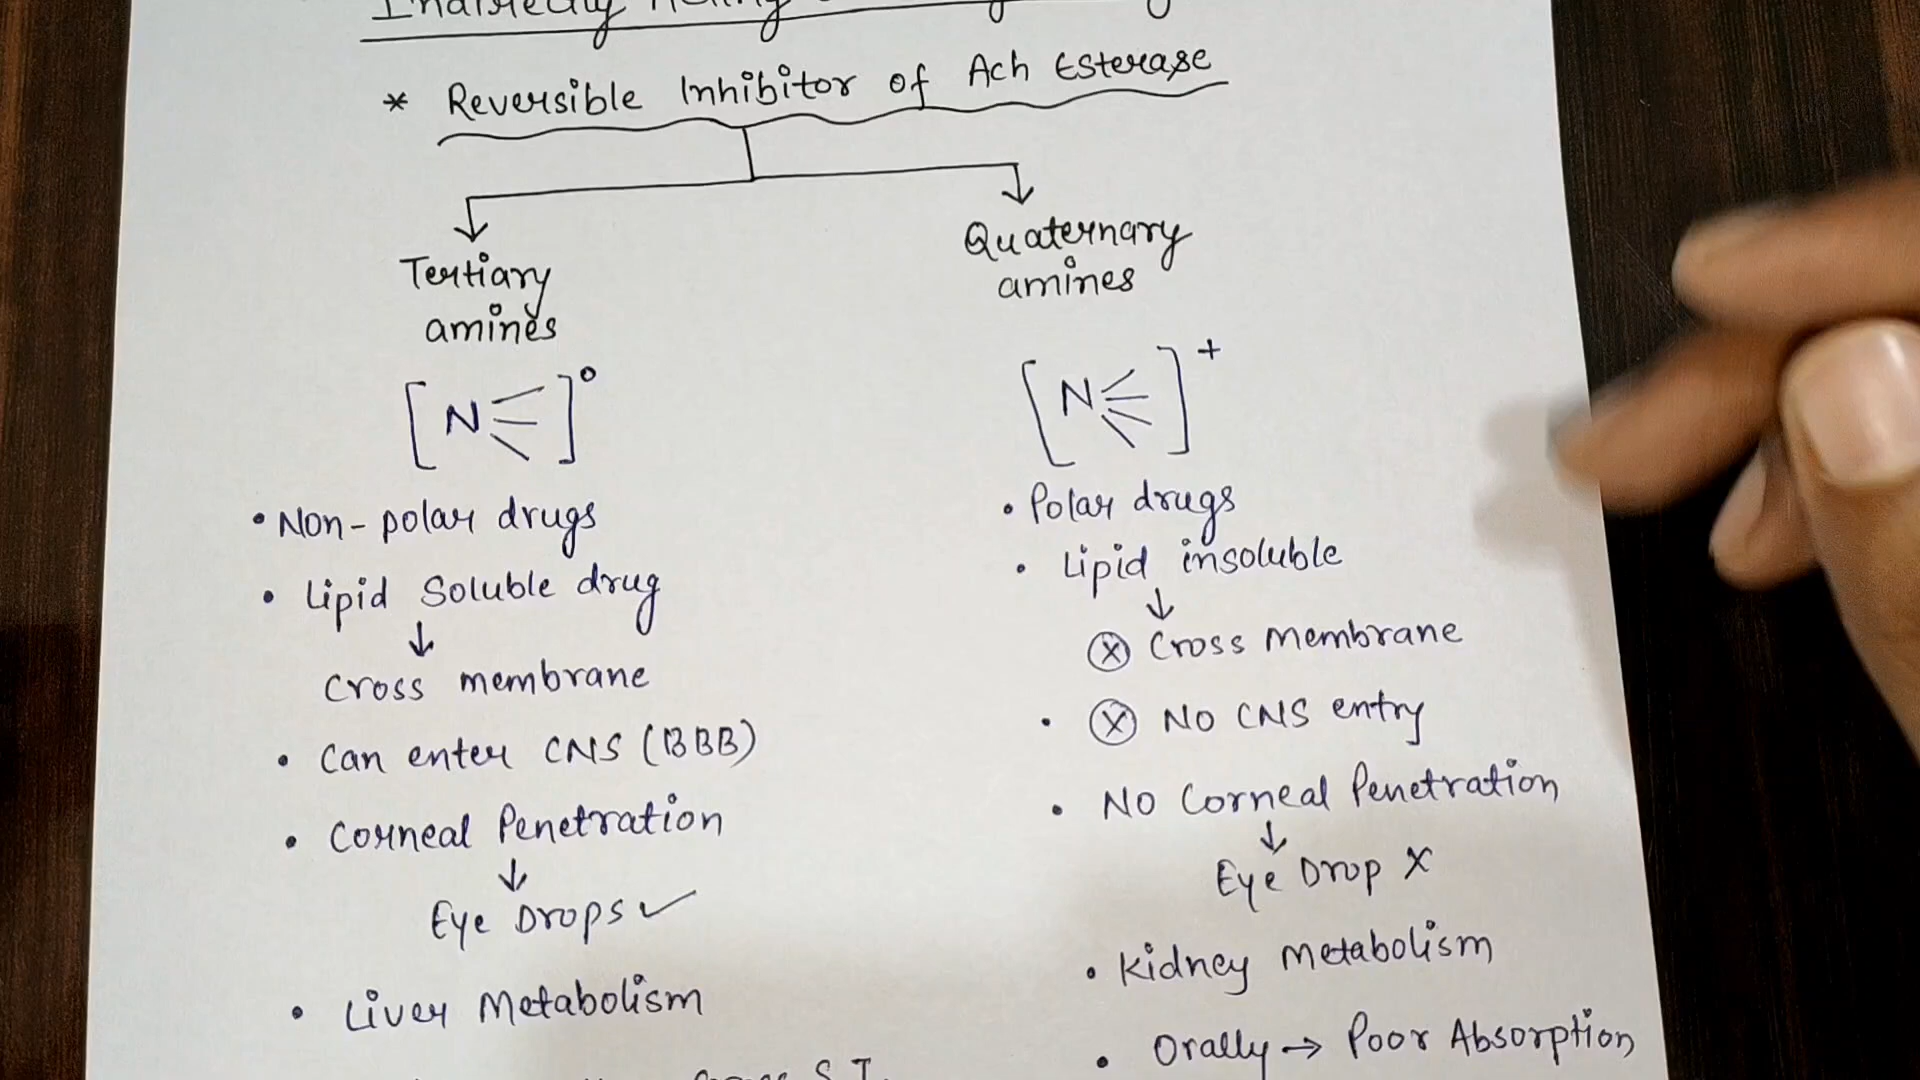 Indirectly Acting
* Reversible Inhibitor of Ach Esterase
Tertiary
amines
[N]°
• Non-polar drugs
• Lipid Soluble drug
↓
Cross membrane
• Can enter CNS (BBB)
• Corneal Penetration
↓
Eye Drops ✓
• Liver Metabolism
Quaternary
amines
[N]+
• Polar drugs
• Lipid insoluble
↓
ⓧ Cross Membrane
• ⓧ No CNS entry
• No Corneal Penetration
↓
Eye Drop X
• Kidney Metabolism
• Orally → Poor Absorption